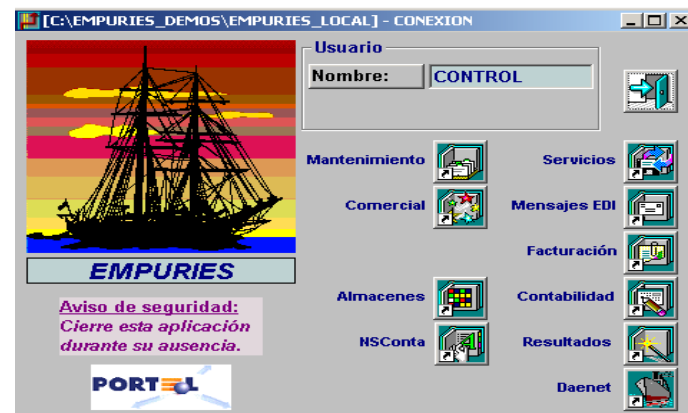 [C:\EMPURIES_DEMOS\EMPURIES_LOCAL] - CONEXION
Usuario
Nombre: CONTROL
Mantenimiento Servicios
Comercial Mensajes EDI
Facturación
EMPURIES
Almacenes Contabilidad
Aviso de seguridad:
Cierre esta aplicación
durante su ausencia.
NSConta Resultados
PORTEL
Daenet